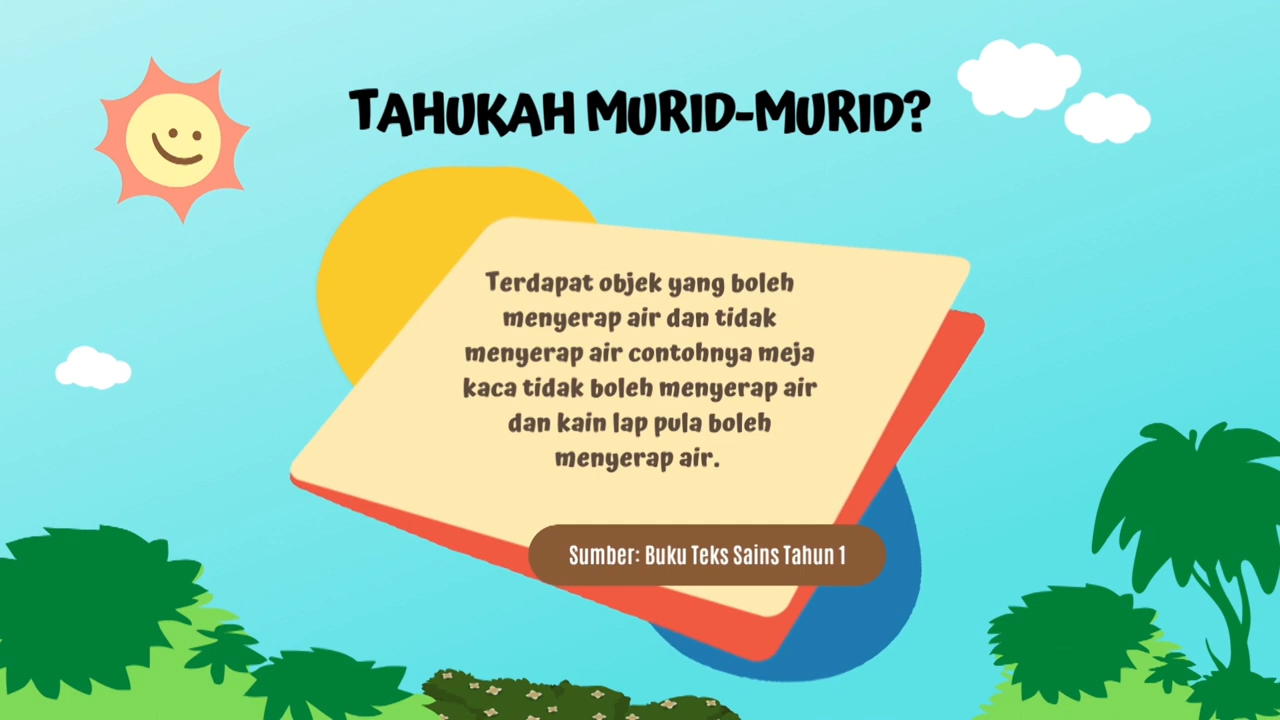 TAHUKAH MURID-MURID?
Terdapat objek yang boleh
menyerap air dan tidak
menyerap air contohnya meja
kaca tidak boleh menyerap air
dan kain lap pula boleh
menyerap air.
Sumber: Buku Teks Sains Tahun 1